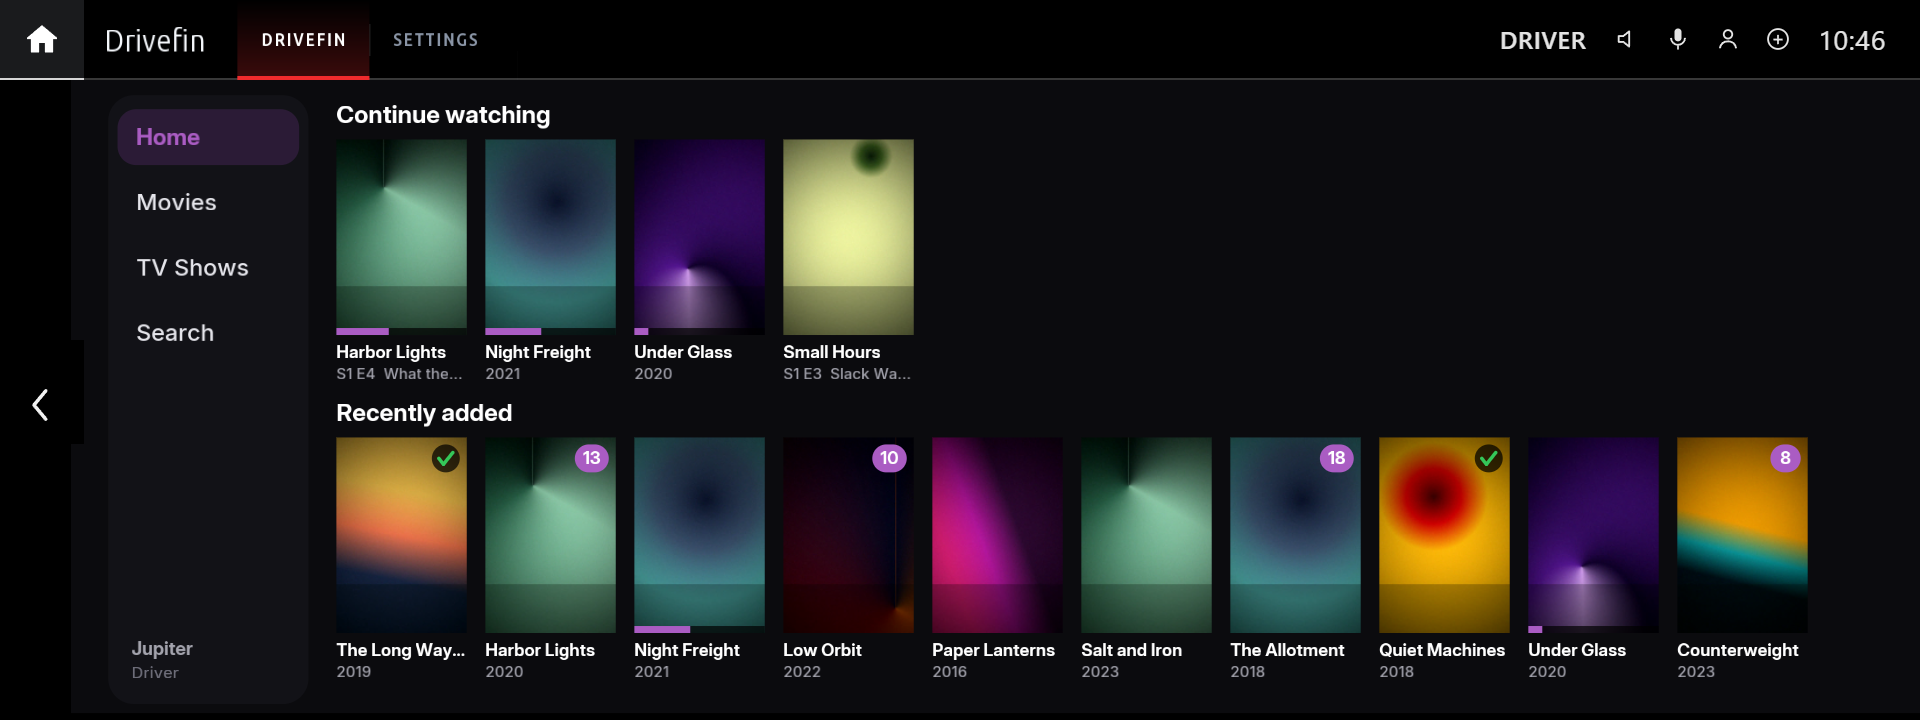 Drivefin
DRIVEFIN
SETTINGS
DRIVER
10:46
Home
Movies
TV Shows
Search
Jupiter
Driver
Continue watching
Harbor Lights
S1 E4 What the...
Night Freight
2021
Under Glass
2020
Small Hours
S1 E3 Slack Wa...
Recently added
The Long Way...
2019
13
Harbor Lights
2020
Night Freight
2021
10
Low Orbit
2022
Paper Lanterns
2016
Salt and Iron
2023
18
The Allotment
2018
Quiet Machines
2018
Under Glass
2020
8
Counterweight
2023